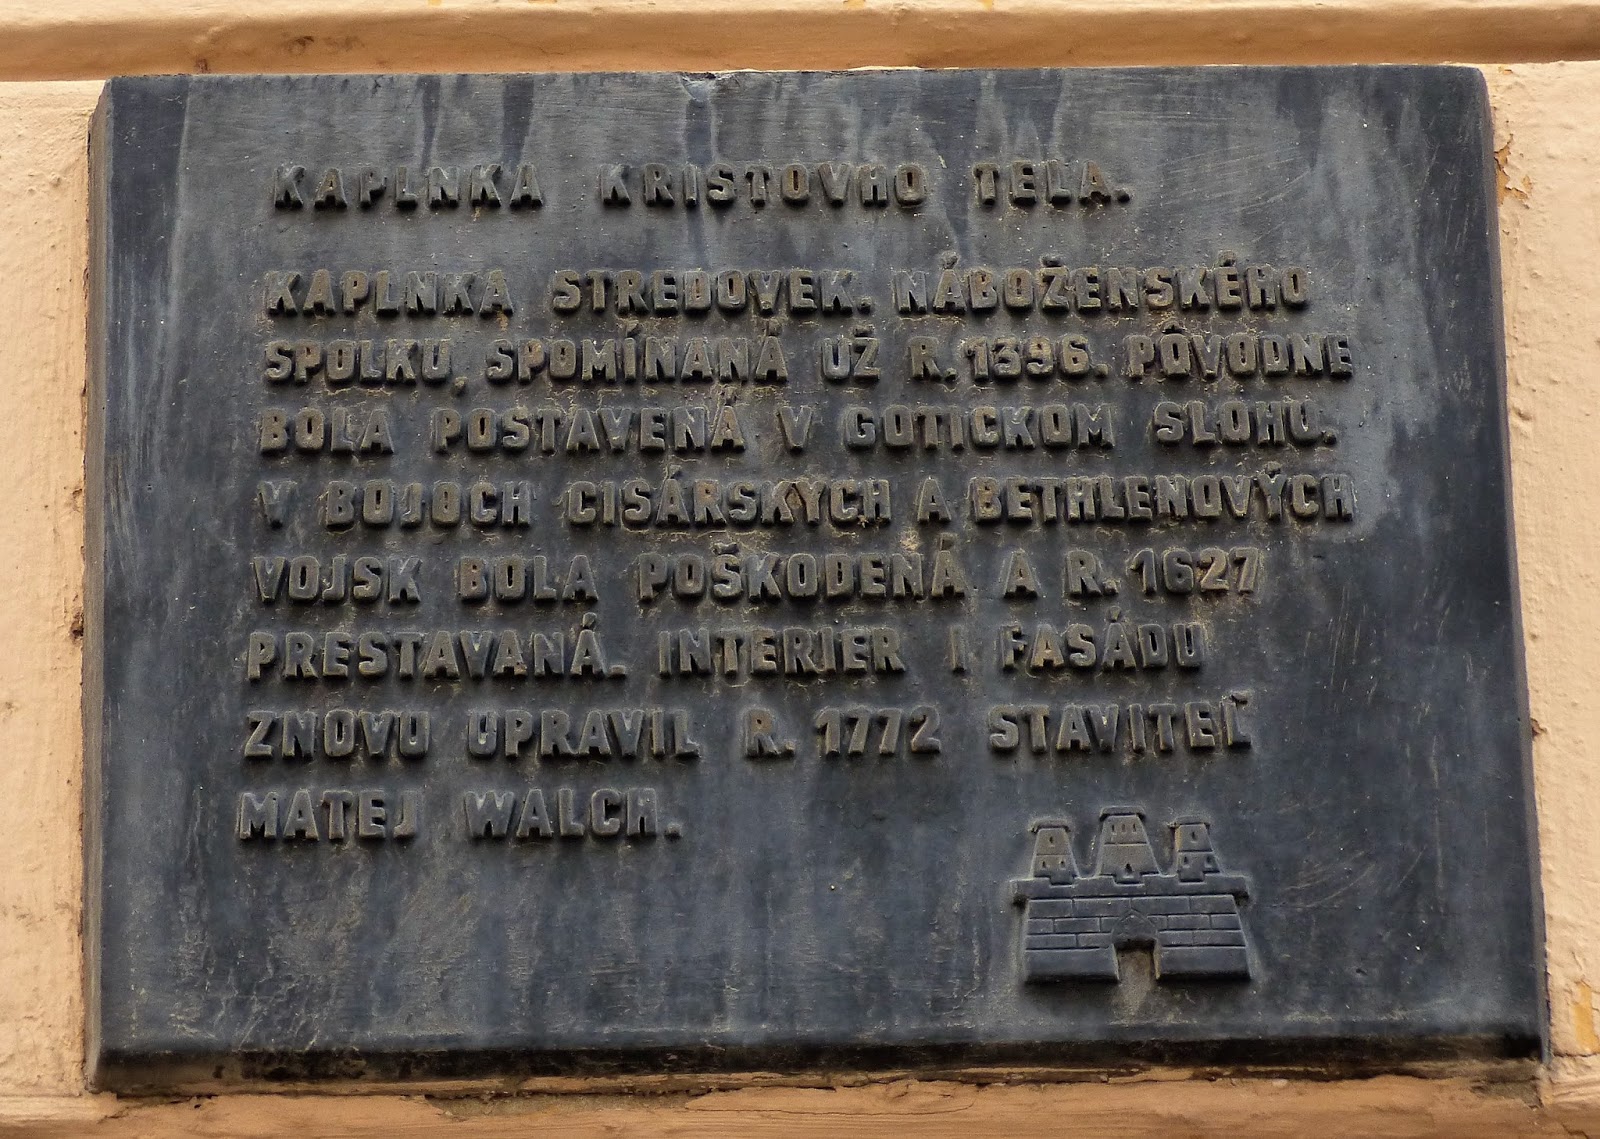 KAPLNKA KRISTOVHO TELA.
KAPLNKA STREDOVEK. NÁBOŽENSKÉHO
SPOLKU, SPOMÍNANÁ UŽ R. 1396. PÔVODNE
BOLA POSTAVENÁ V GOTICKOM SLOHU.
V BOJOCH CISÁRSKYCH A BETHLENOVÝCH
VOJSK BOLA POŠKODENÁ A R. 1627
PRESTAVANÁ. INTERIER I FASÁDU
ZNOVU UPRAVIL R. 1772 STAVITEĽ
MATEJ WALCH.